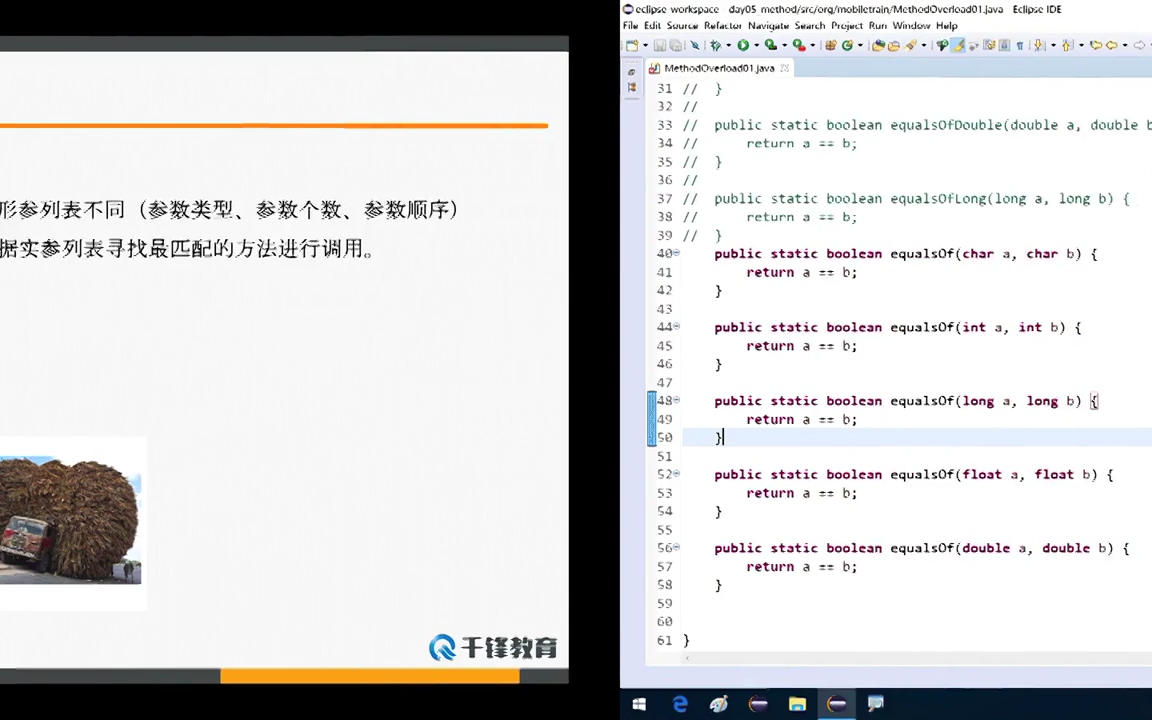 形参列表不同（参数类型、参数个数、参数顺序）
据实参列表寻找最匹配的方法进行调用。
千锋教育
eclipse-workspace - day05_method/src/org/mobiletrain/MethodOverload01.java - Eclipse IDE
File Edit Source Refactor Navigate Search Project Run Window Help
MethodOverload01.java
31 // }
32 //
33 // public static boolean equalsOfDouble(double a, double b
34 // return a == b;
35 // }
36 //
37 // public static boolean equalsOfLong(long a, long b) {
38 // return a == b;
39 // }
40 public static boolean equalsOf(char a, char b) {
41 return a == b;
42 }
43
44 public static boolean equalsOf(int a, int b) {
45 return a == b;
46 }
47
48 public static boolean equalsOf(long a, long b) {
49 return a == b;
50 }
51
52 public static boolean equalsOf(float a, float b) {
53 return a == b;
54 }
55
56 public static boolean equalsOf(double a, double b) {
57 return a == b;
58 }
59
60
61 }